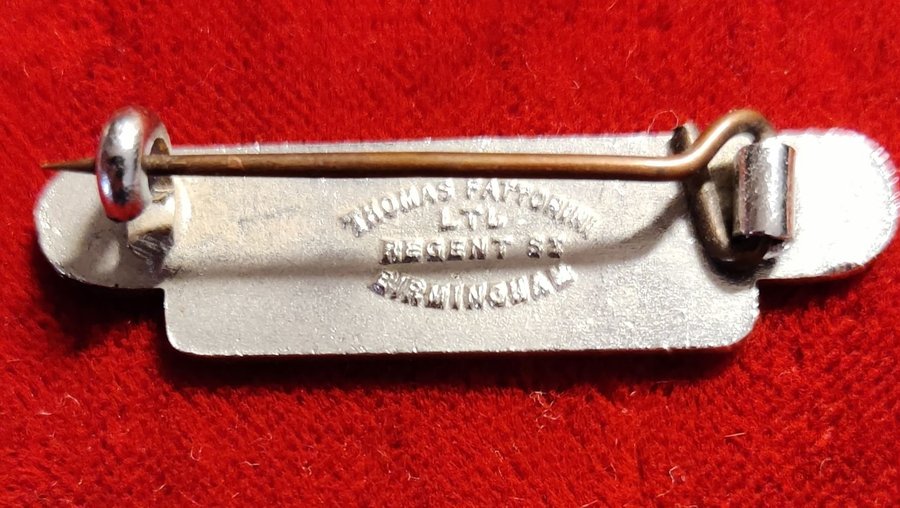 THOMAS FATTORINI
LTD
REGENT ST
BIRMINGHAM